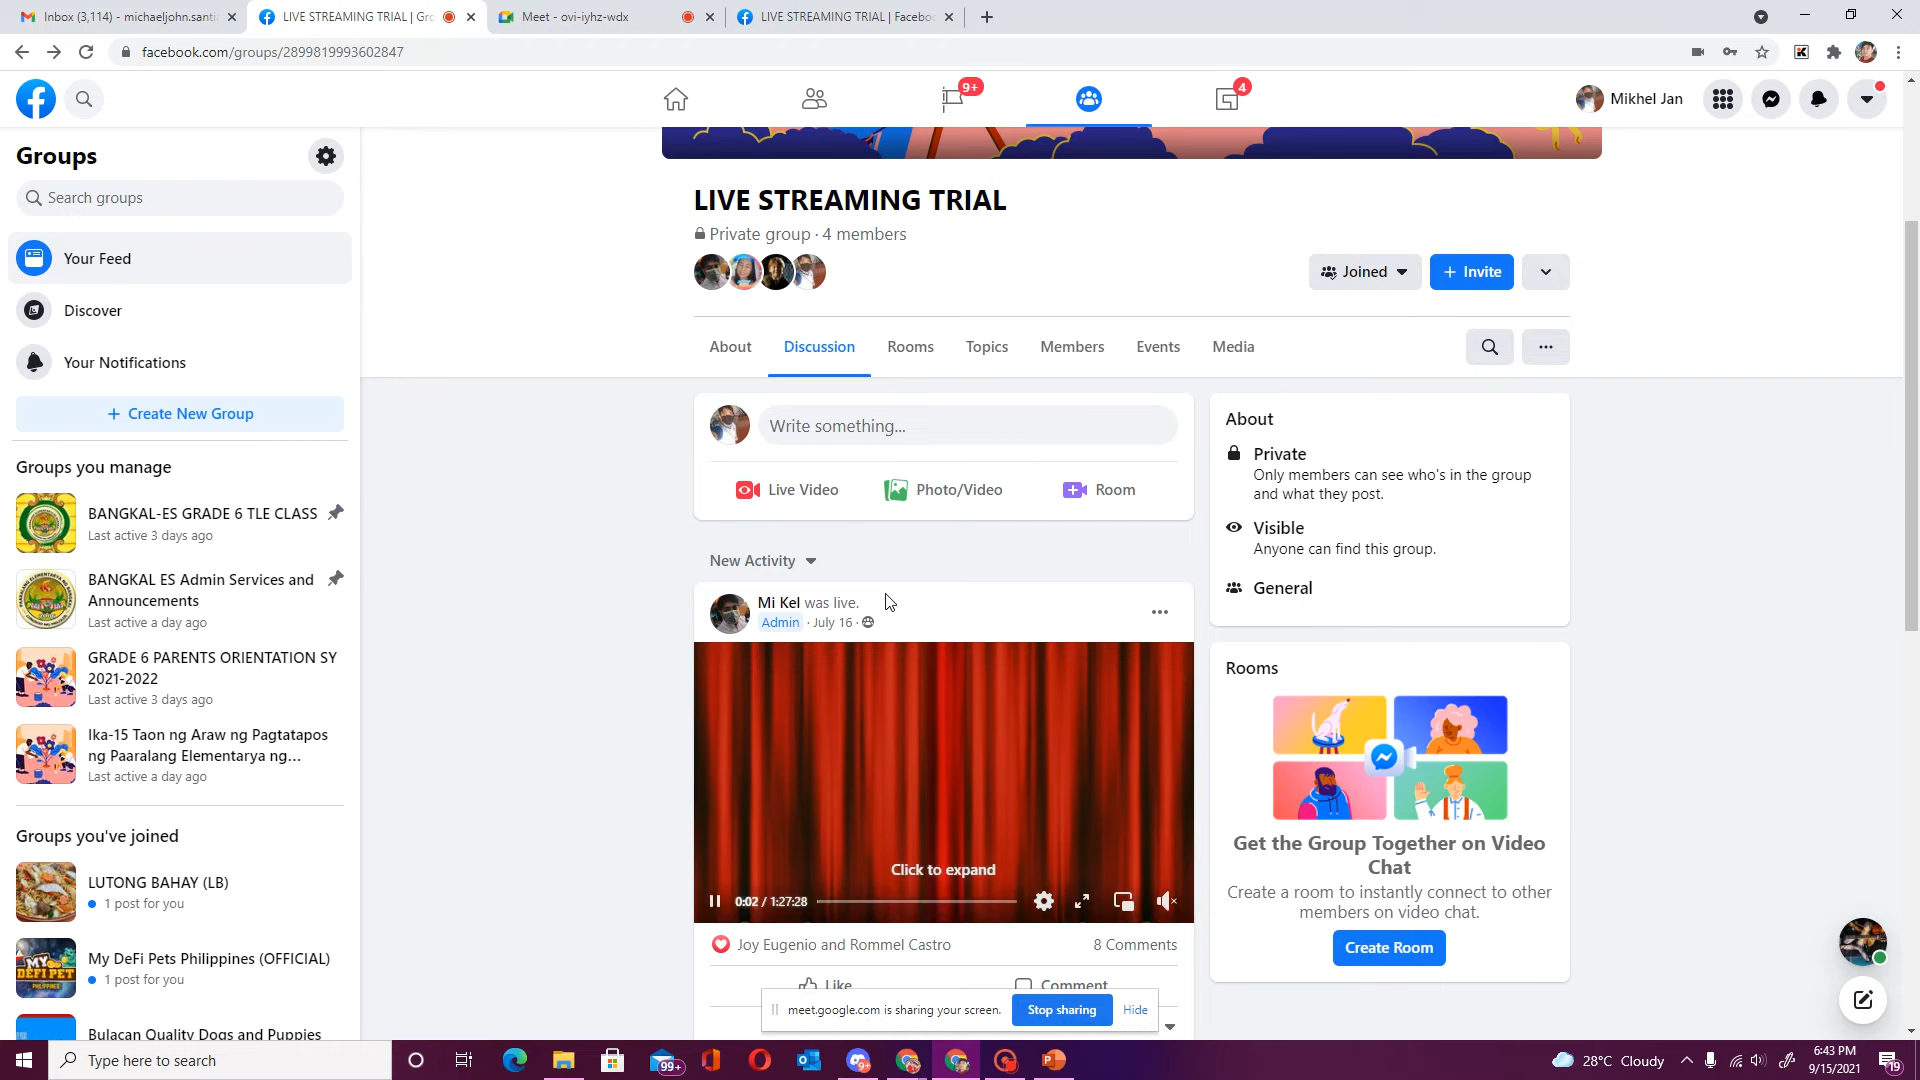 Inbox (3,114) - michaeljohn.santi
LIVE STREAMING TRIAL | Gro
Meet - ovi-iyhz-wdx
LIVE STREAMING TRIAL | Faceboo
facebook.com/groups/2899819993602847
9+
4
Mikhel Jan
Groups
Search groups
Your Feed
Discover
Your Notifications
+ Create New Group
Groups you manage
BANGKAL-ES GRADE 6 TLE CLASS
Last active 3 days ago
BANGKAL ES Admin Services and
Announcements
Last active a day ago
GRADE 6 PARENTS ORIENTATION SY
2021-2022
Last active 3 days ago
Ika-15 Taon ng Araw ng Pagtatapos
ng Paaralang Elementarya ng...
Last active a day ago
Groups you've joined
LUTONG BAHAY (LB)
1 post for you
MY DEFI PET
My DeFi Pets Philippines (OFFICIAL)
1 post for you
Bulacan Quality Dogs and Puppies
LIVE STREAMING TRIAL
Private group · 4 members
Joined
+ Invite
About
Discussion
Rooms
Topics
Members
Events
Media
Write something...
Live Video
Photo/Video
Room
New Activity
Mi Kel was live.
Admin · July 16 ·
Click to expand
0:02 / 1:27:28
Joy Eugenio and Rommel Castro
8 Comments
Like
Comment
About
Private
Only members can see who's in the group
and what they post.
Visible
Anyone can find this group.
General
Rooms
Get the Group Together on Video
Chat
Create a room to instantly connect to other
members on video chat.
Create Room
meet.google.com is sharing your screen.
Stop sharing
Hide
Type here to search
99+
28°C Cloudy
6:43 PM
9/15/2021
19